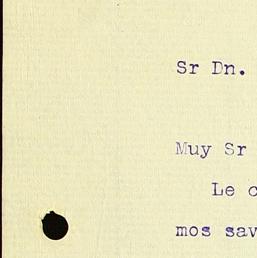 Sr Dn.
Muy Sr
Le c
mos sav